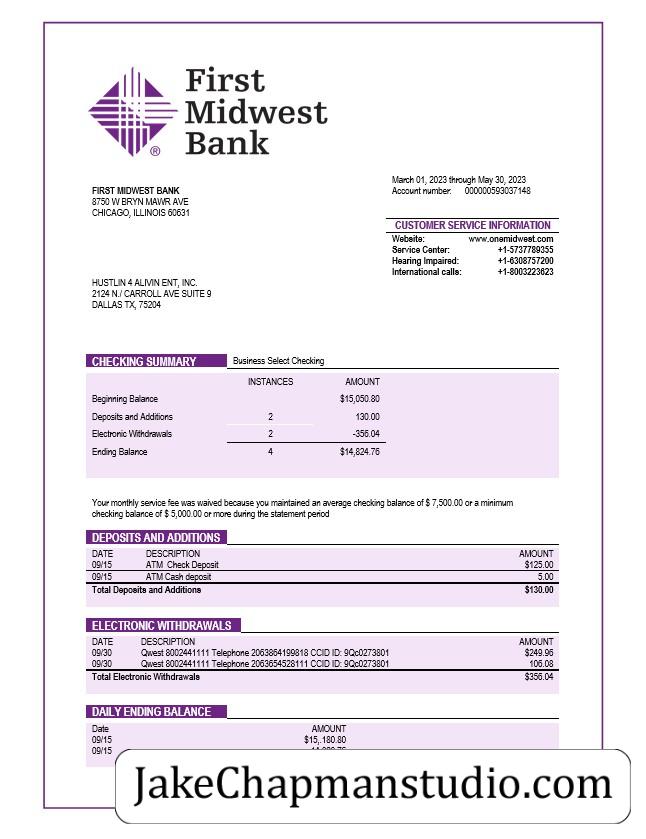 First
Midwest
Bank
®
March 01, 2023 through May 30, 2023
Account number: 000000593037148
FIRST MIDWEST BANK
8750 W BRYN MAWR AVE
CHICAGO, ILLINOIS 60631
CUSTOMER SERVICE INFORMATION
Website: www.onemidwest.com
Service Center: +1-5737789355
Hearing Impaired: +1-6308757200
International calls: +1-8003223623
HUSTLIN 4 ALIVIN ENT, INC.
2124 N./ CARROLL AVE SUITE 9
DALLAS TX, 75204
CHECKING SUMMARY Business Select Checking
INSTANCES AMOUNT
Beginning Balance $15,050.80
Deposits and Additions 2 130.00
Electronic Withdrawals 2 -356.04
Ending Balance 4 $14,824.76
Your monthly service fee was waived because you maintained an average checking balance of $ 7,500.00 or a minimum
checking balance of $ 5,000.00 or more during the statement period
DEPOSITS AND ADDITIONS
DATE DESCRIPTION AMOUNT
09/15 ATM Check Deposit $125.00
09/15 ATM Cash deposit 5.00
Total Deposits and Additions $130.00
ELECTRONIC WITHDRAWALS
DATE DESCRIPTION AMOUNT
09/30 Qwest 8002441111 Telephone 2063864199818 CCID ID: 9Qc0273801 $249.96
09/30 Qwest 8002441111 Telephone 2063654528111 CCID ID: 9Qc0273801 106.08
Total Electronic Withdrawals $356.04
DAILY ENDING BALANCE
Date AMOUNT
09/15 $15,.180.80
09/15
JakeChapmanstudio.com